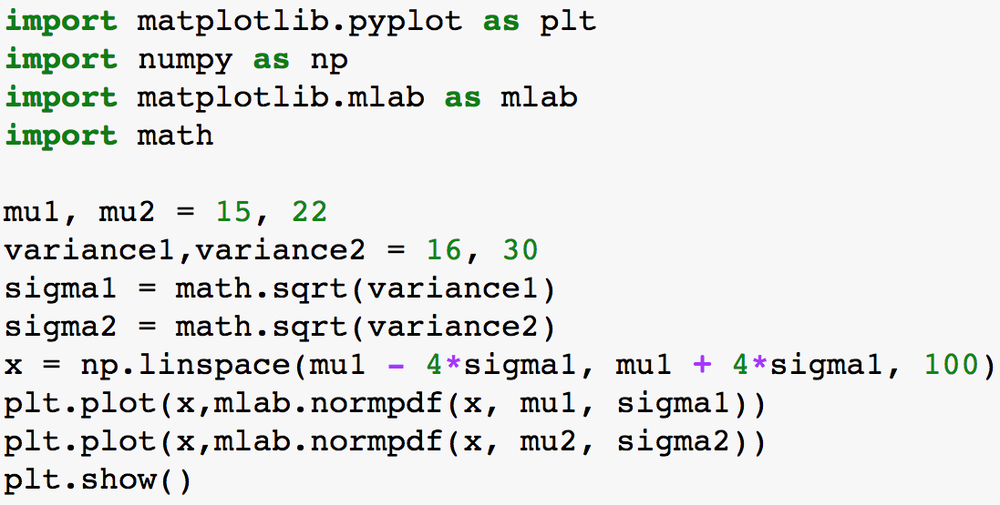 import matplotlib.pyplot as plt
import numpy as np
import matplotlib.mlab as mlab
import math
mu1, mu2 = 15, 22
variance1,variance2 = 16, 30
sigma1 = math.sqrt(variance1)
sigma2 = math.sqrt(variance2)
x = np.linspace(mu1 - 4*sigma1, mu1 + 4*sigma1, 100)
plt.plot(x,mlab.normpdf(x, mu1, sigma1))
plt.plot(x,mlab.normpdf(x, mu2, sigma2))
plt.show()